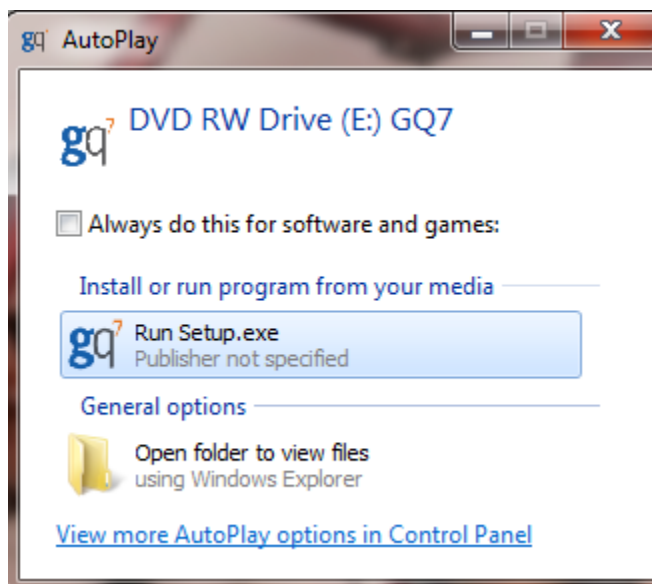 gq AutoPlay
gq7 DVD RW Drive (E:) GQ7
Always do this for software and games:
Install or run program from your media
gq7 Run Setup.exe
Publisher not specified
General options
Open folder to view files
using Windows Explorer
View more AutoPlay options in Control Panel